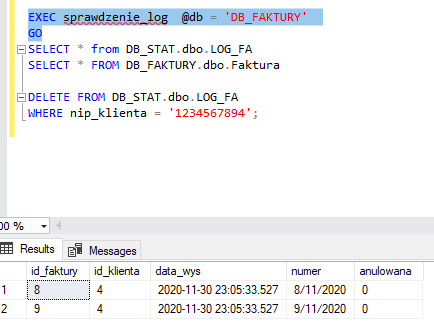 EXEC sprawdzenie_log @db = 'DB_FAKTURY'
GO
SELECT * from DB_STAT.dbo.LOG_FA
SELECT * FROM DB_FAKTURY.dbo.Faktura
DELETE FROM DB_STAT.dbo.LOG_FA
WHERE nip_klienta = '1234567894';
00 %
Results Messages
id_faktury id_klienta data_wys numer anulowana
1 8 4 2020-11-30 23:05:33.527 8/11/2020 0
2 9 4 2020-11-30 23:05:33.527 9/11/2020 0